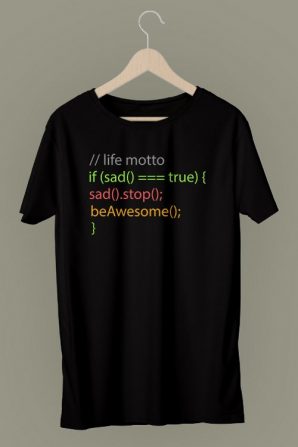 // life motto
if (sad() === true) {
sad().stop();
beAwesome();
}